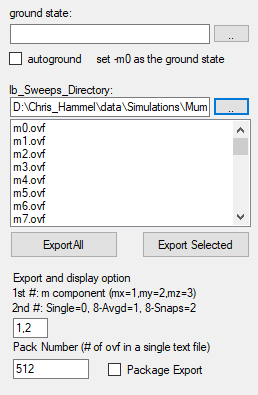 ground state:
..
autoground set -m0 as the ground state
lb_Sweeps_Directory:
D:\Chris_Hammel\data\Simulations\Mum
..
m0.ovf
m1.ovf
m2.ovf
m3.ovf
m4.ovf
m5.ovf
m6.ovf
m7.ovf
ExportAll Export Selected
Export and display option
1st #: m component (mx=1,my=2,mz=3)
2nd #: Single=0, 8-Avgd=1, 8-Snaps=2
1,2
Pack Number (# of ovf in a single text file)
512 Package Export